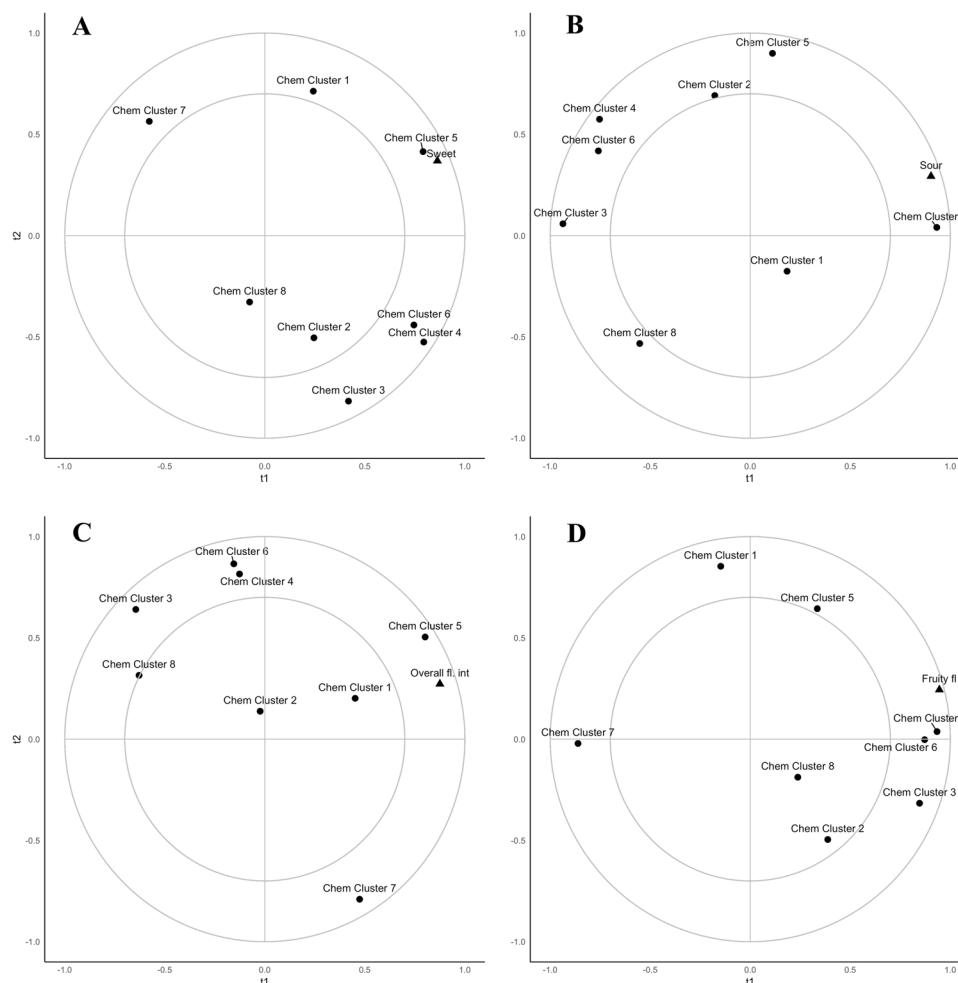 A
1.0
Chem Cluster 1
Chem Cluster 7
0.5
Chem Cluster 5
Sweet
t2
0.0
Chem Cluster 8
Chem Cluster 6
Chem Cluster 2
Chem Cluster 4
-0.5
Chem Cluster 3
-1.0
-1.0 -0.5 0.0 0.5 1.0
t1
B
1.0
Chem Cluster 5
Chem Cluster 2
Chem Cluster 4
0.5
Chem Cluster 6
Sour
Chem Cluster 3
Chem Cluster
0.0
Chem Cluster 1
Chem Cluster 8
-0.5
-1.0
-1.0 -0.5 0.0 0.5 1.0
t1
C
1.0
Chem Cluster 6
Chem Cluster 4
Chem Cluster 3
Chem Cluster 5
0.5
Chem Cluster 8
Overall fl. int
Chem Cluster 1
Chem Cluster 2
t2
0.0
-0.5
Chem Cluster 7
-1.0
-1.0 -0.5 0.0 0.5 1.0
t1
D
1.0
Chem Cluster 1
Chem Cluster 5
0.5
Fruity fl
Chem Cluster
Chem Cluster 7
0.0
Chem Cluster 6
Chem Cluster 8
Chem Cluster 3
Chem Cluster 2
-0.5
-1.0
-1.0 -0.5 0.0 0.5 1.0
t1